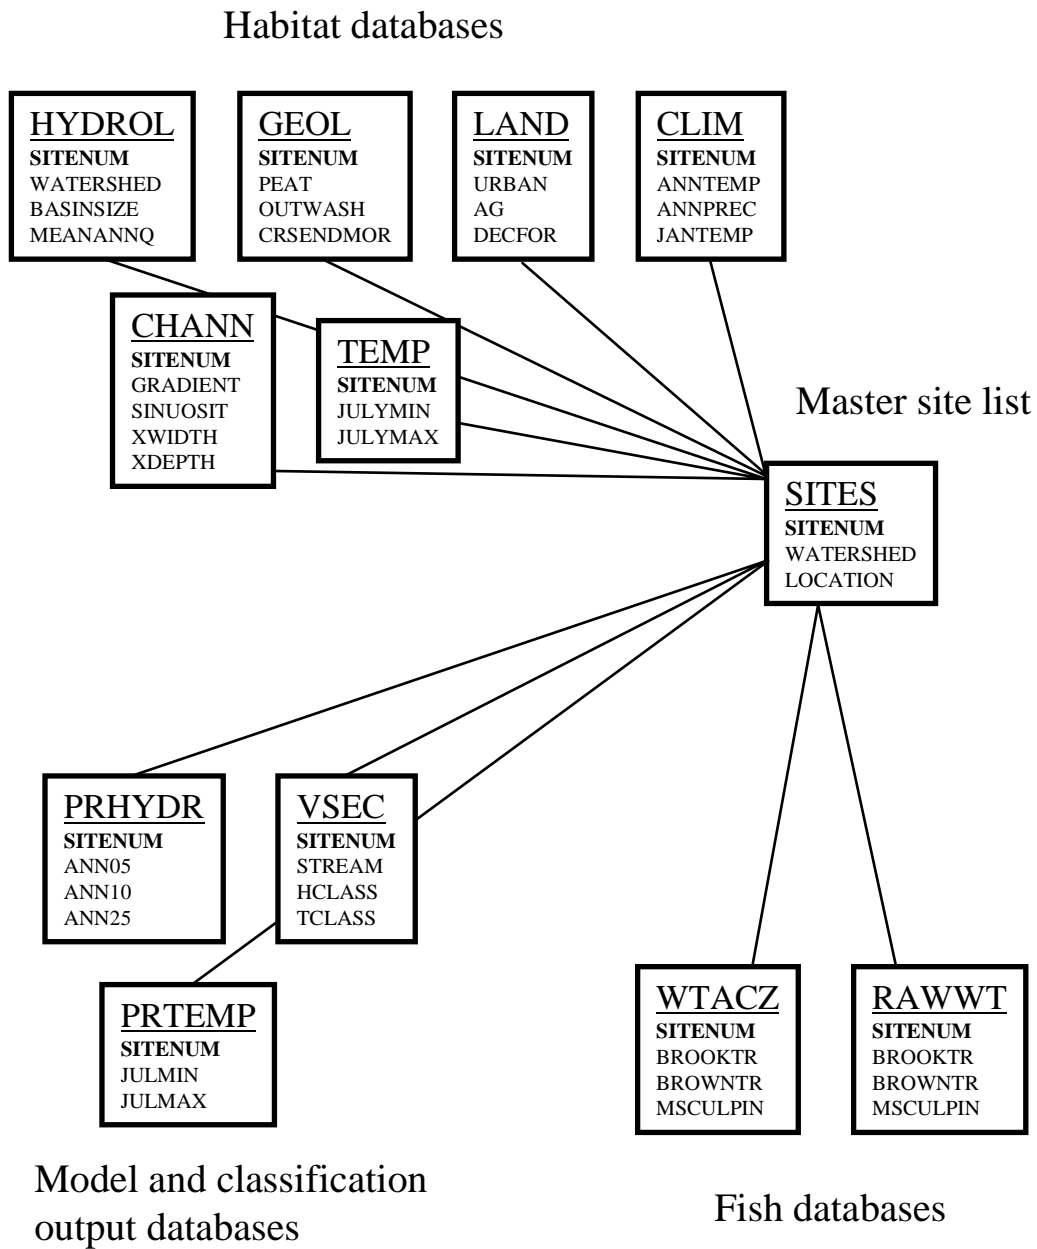 Habitat databases
HYDROL
SITENUM
WATERSHED
BASINSIZE
MEANANNQ
GEOL
SITENUM
PEAT
OUTWASH
CRSENDMOR
LAND
SITENUM
URBAN
AG
DECFOR
CLIM
SITENUM
ANNTEMP
ANNPREC
JANTEMP
CHANN
SITENUM
GRADIENT
SINUOSIT
XWIDTH
XDEPTH
TEMP
SITENUM
JULYMIN
JULYMAX
Master site list
SITES
SITENUM
WATERSHED
LOCATION
PRHYDR
SITENUM
ANN05
ANN10
ANN25
VSEC
SITENUM
STREAM
HCLASS
TCLASS
PRTEMP
SITENUM
JULMIN
JULMAX
WTACZ
SITENUM
BROOKTR
BROWNTR
MSCULPIN
RAWWT
SITENUM
BROOKTR
BROWNTR
MSCULPIN
Model and classification
output databases
Fish databases